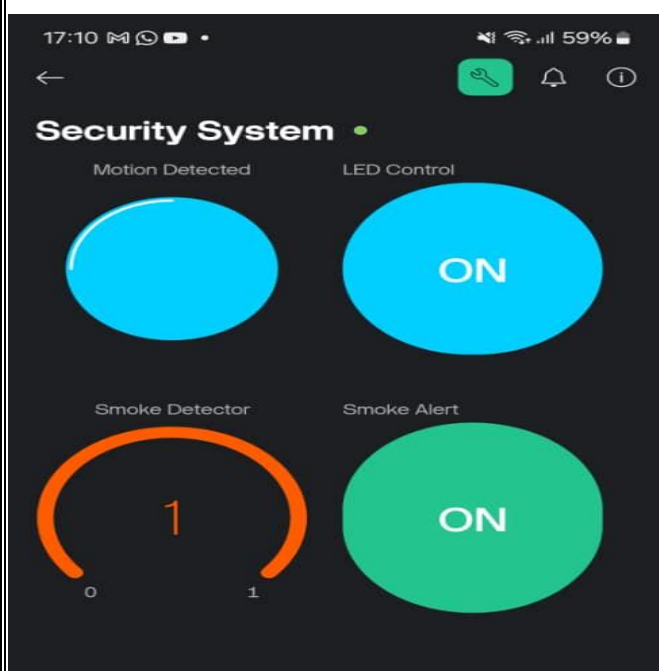 17:10 59%
Security System
Motion Detected LED Control
ON
Smoke Detector Smoke Alert
1 ON
0 1